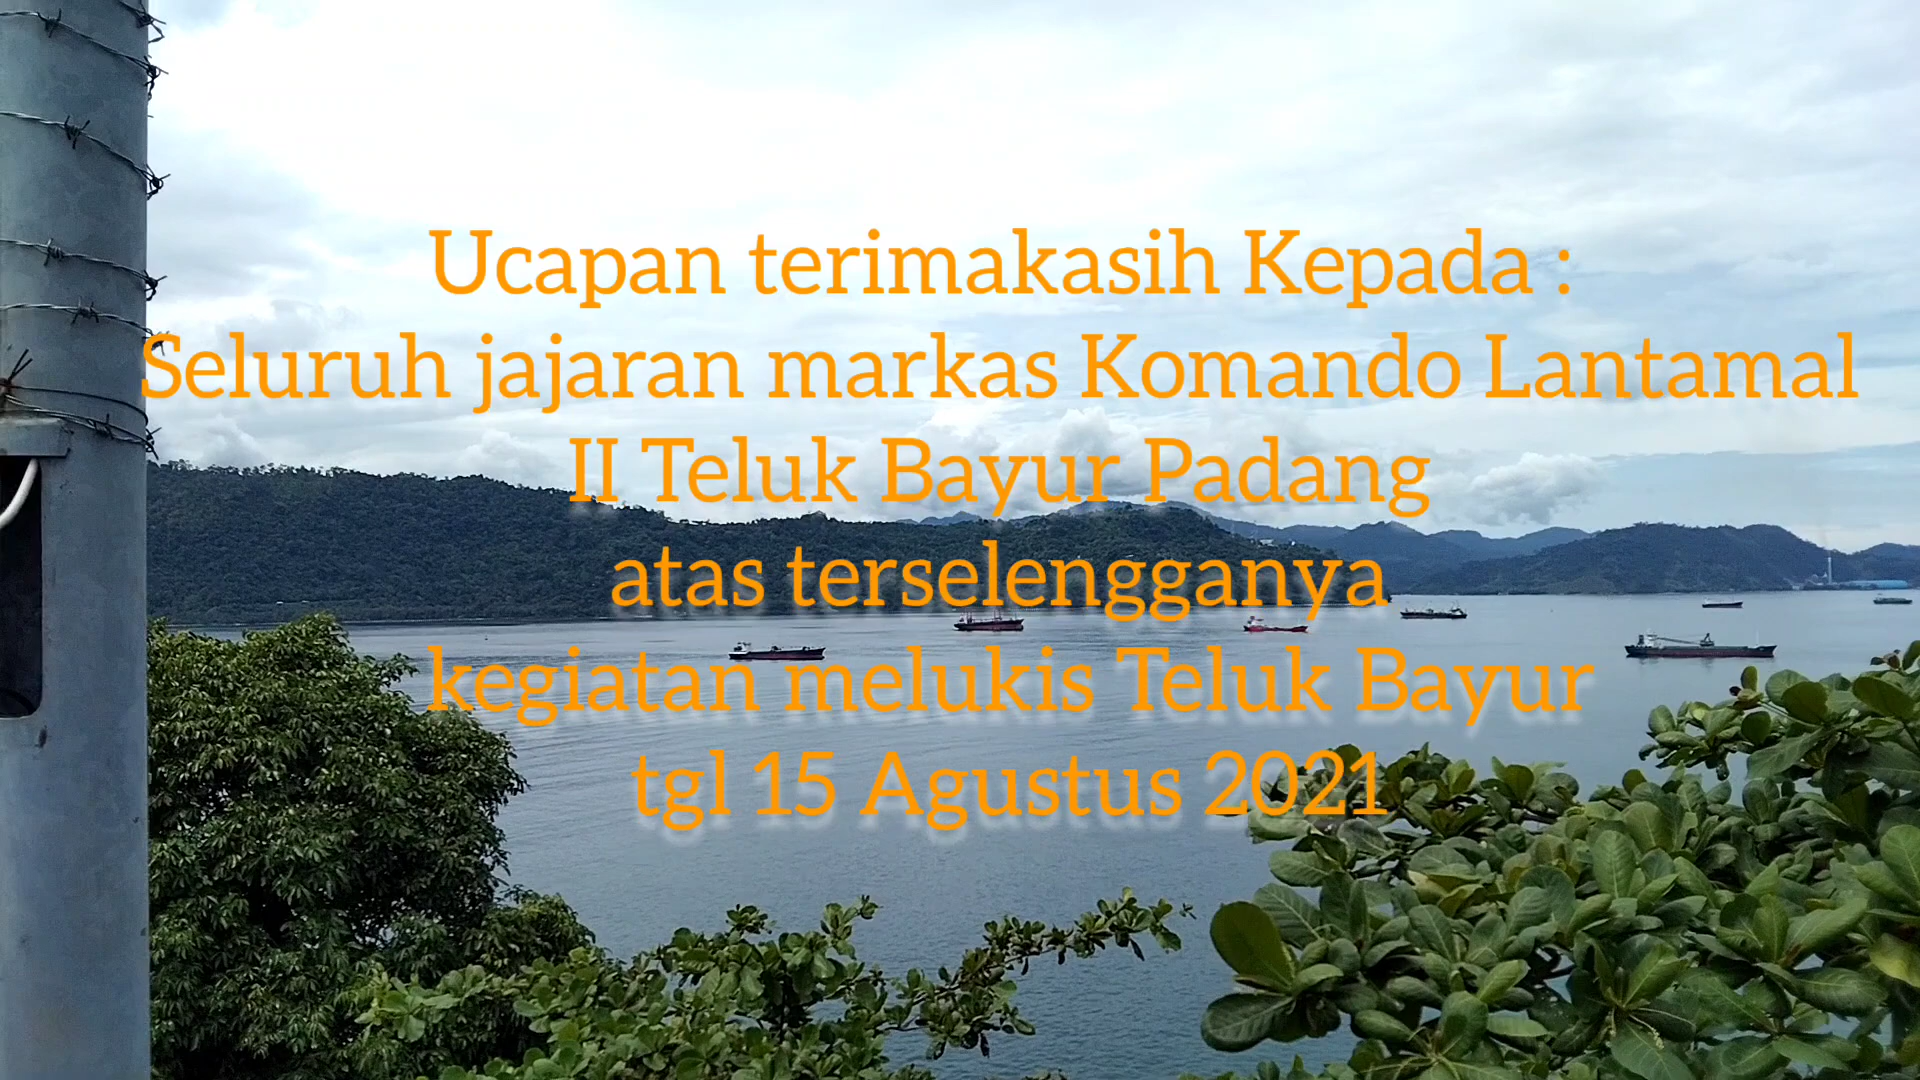 Ucapan terimakasih Kepada :
Seluruh jajaran markas Komando Lantamal
II Teluk Bayur Padang
atas terselengganya
kegiatan melukis Teluk Bayur
tgl 15 Agustus 2021